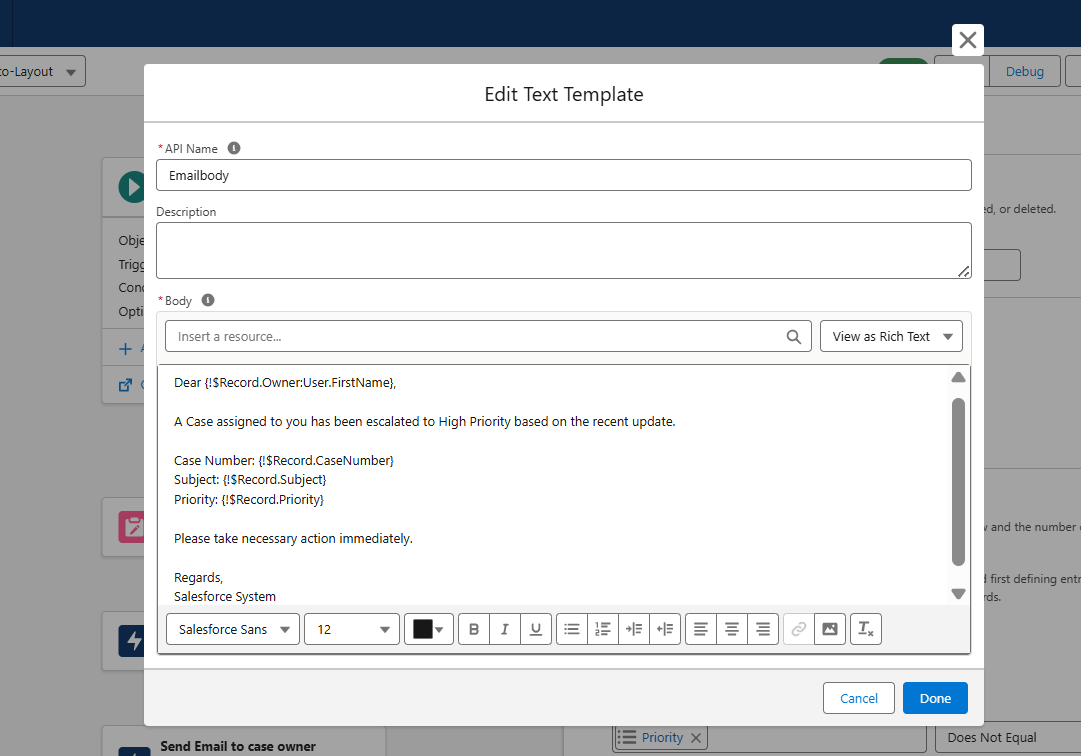 to-Layout
Debug
Edit Text Template
*API Name
Emailbody
Description
ed, or deleted.
Obje
Trigg
Cond
Opti
*Body
Insert a resource...
View as Rich Text
Dear {!$Record.Owner:User.FirstName},
A Case assigned to you has been escalated to High Priority based on the recent update.
Case Number: {!$Record.CaseNumber}
Subject: {!$Record.Subject}
Priority: {!$Record.Priority}
w and the number o
Please take necessary action immediately.
Regards,
d first defining entr
Salesforce System
rds.
Salesforce Sans
12
B I U
Cancel
Done
Send Email to case owner
Priority
Does Not Equal